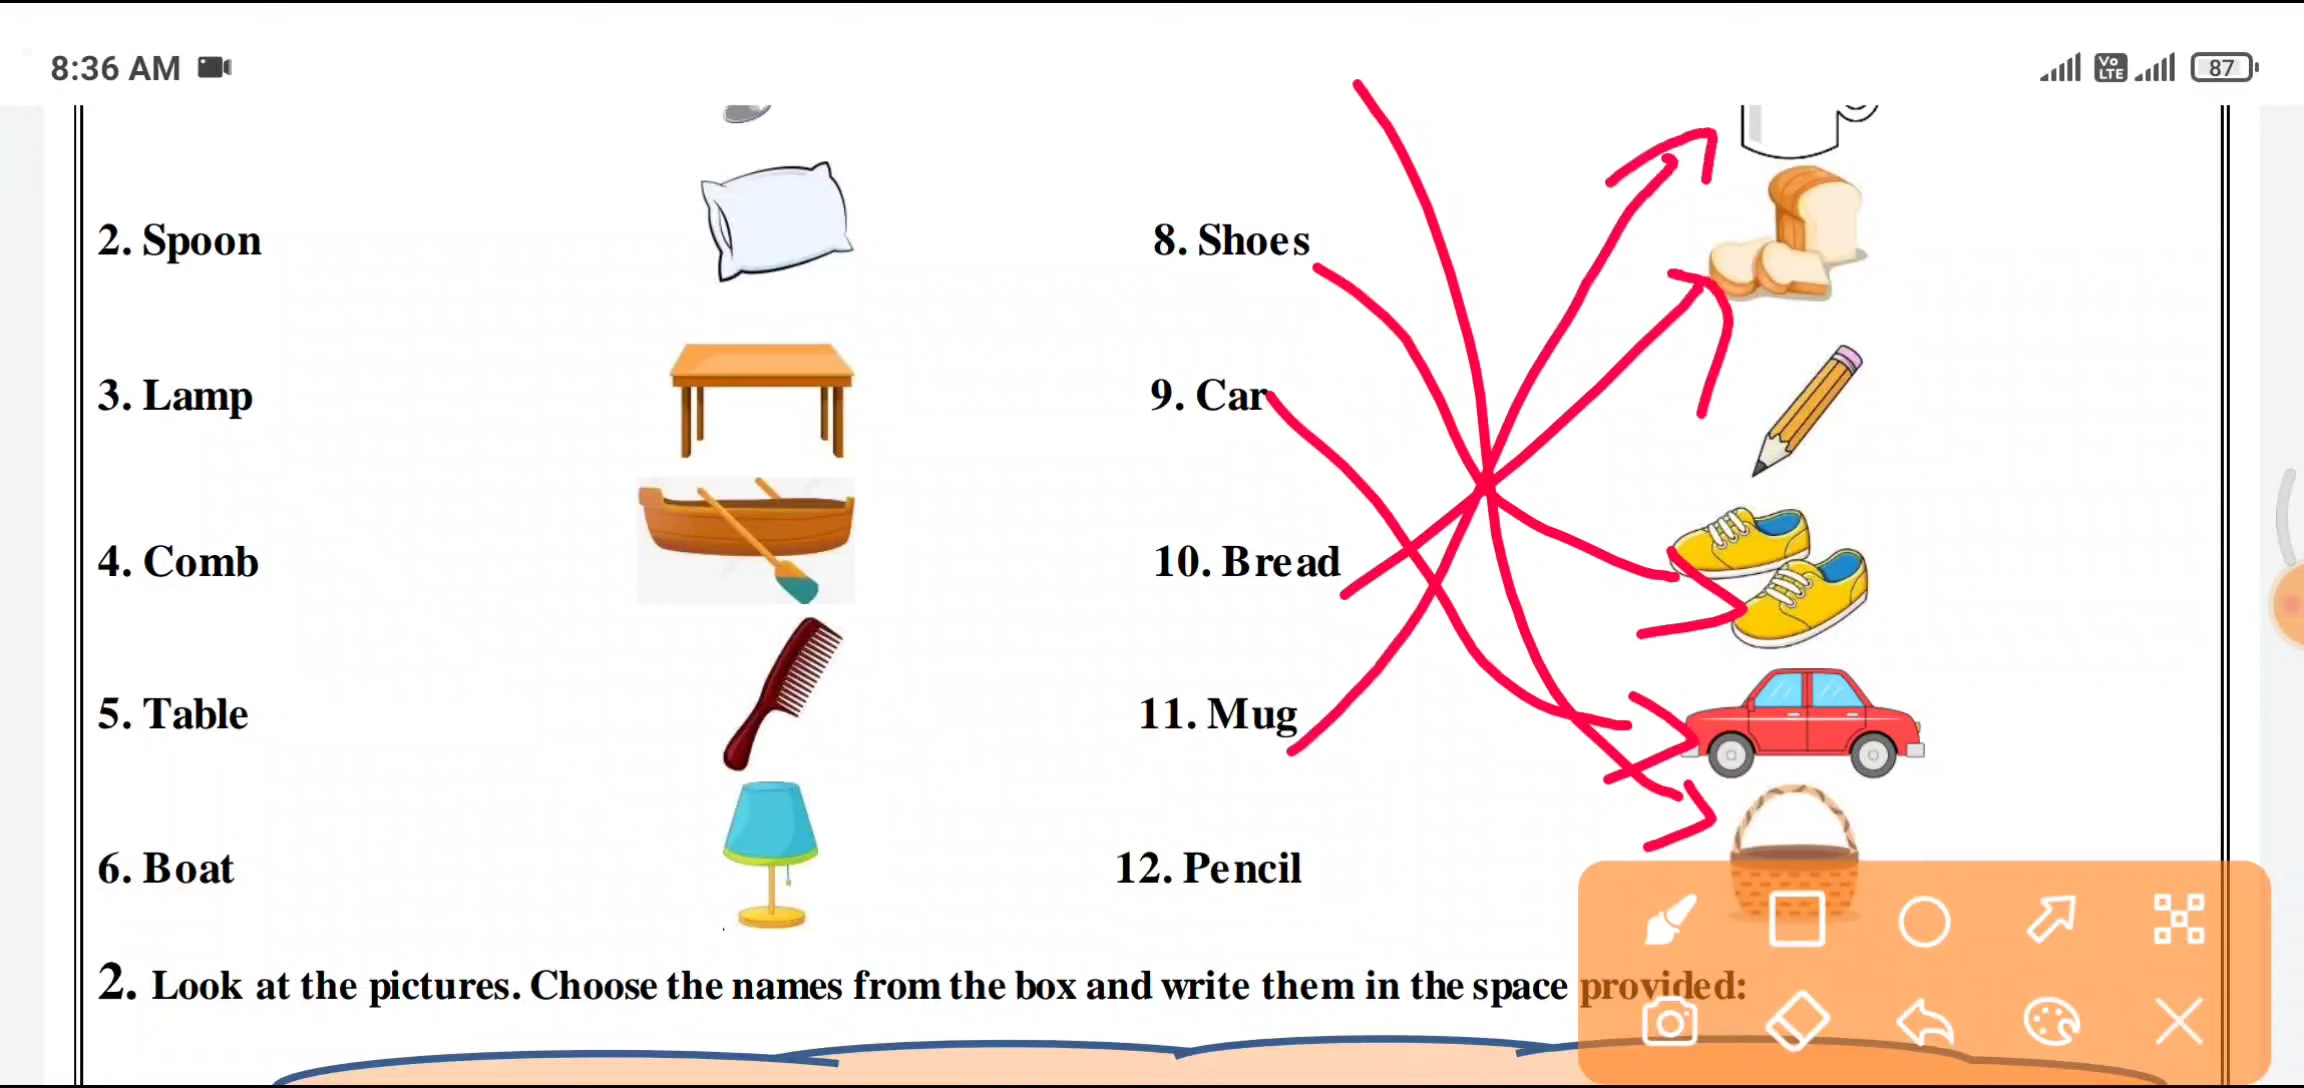 8:36 AM Vo LTE 87
2. Spoon 8. Shoes
3. Lamp 9. Car
4. Comb 10. Bread
5. Table 11. Mug
6. Boat 12. Pencil
2. Look at the pictures. Choose the names from the box and write them in the space provided: